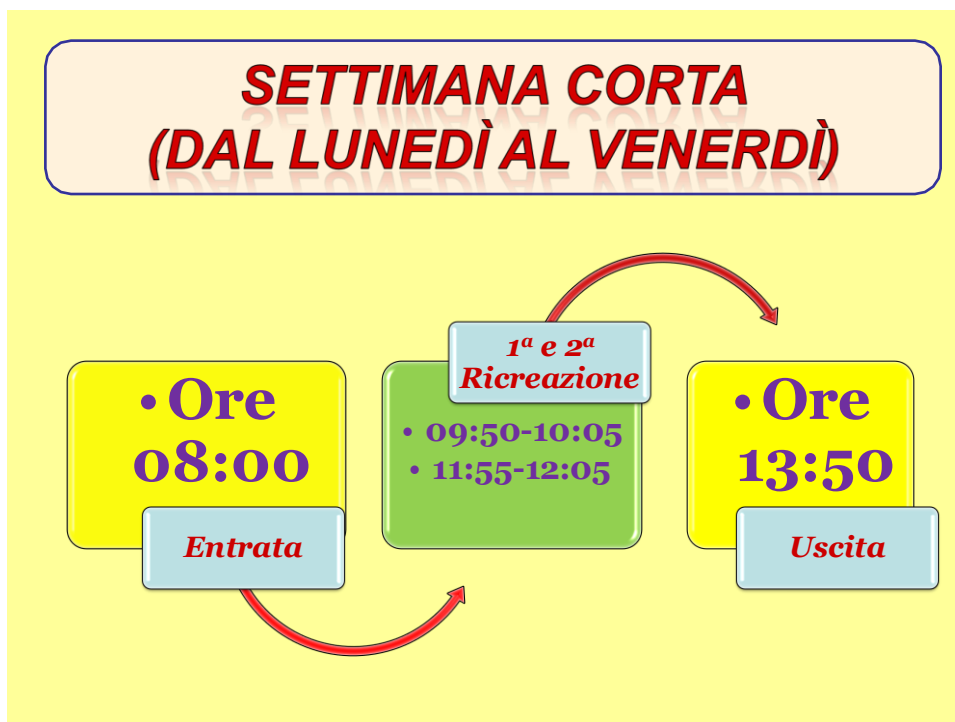 SETTIMANA CORTA
(DAL LUNEDÌ AL VENERDÌ)
• Ore
08:00
Entrata
1ª e 2ª
Ricreazione
• 09:50-10:05
• 11:55-12:05
• Ore
13:50
Uscita